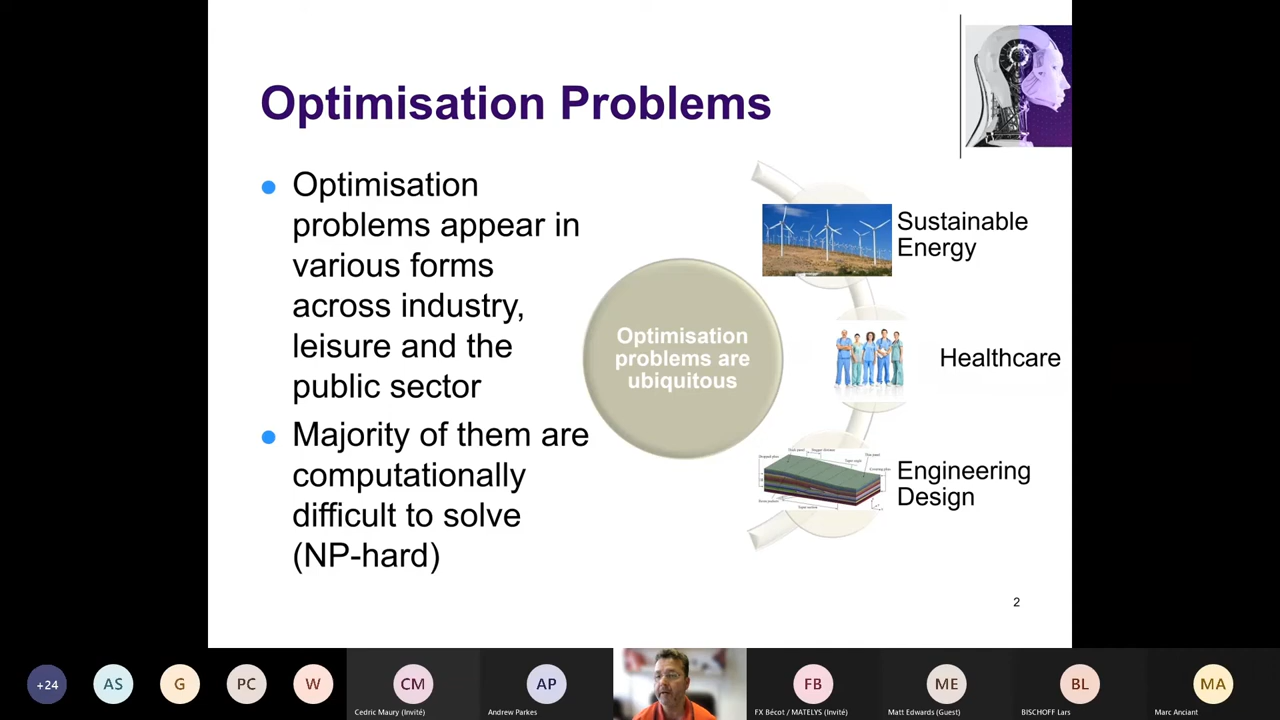 Optimisation Problems
Optimisation
problems appear in
various forms
across industry,
leisure and the
public sector
Majority of them are
computationally
difficult to solve
(NP-hard)
Optimisation
problems are
ubiquitous
Sustainable
Energy
Healthcare
Engineering
Design
2
+24
AS
G
PC
W
CM
Cedric Maury (Invité)
AP
Andrew Parkes
FB
FX Bécot / MATELYS (Invité)
ME
Matt Edwards (Guest)
BL
BISCHOFF Lars
MA
Marc Anciant